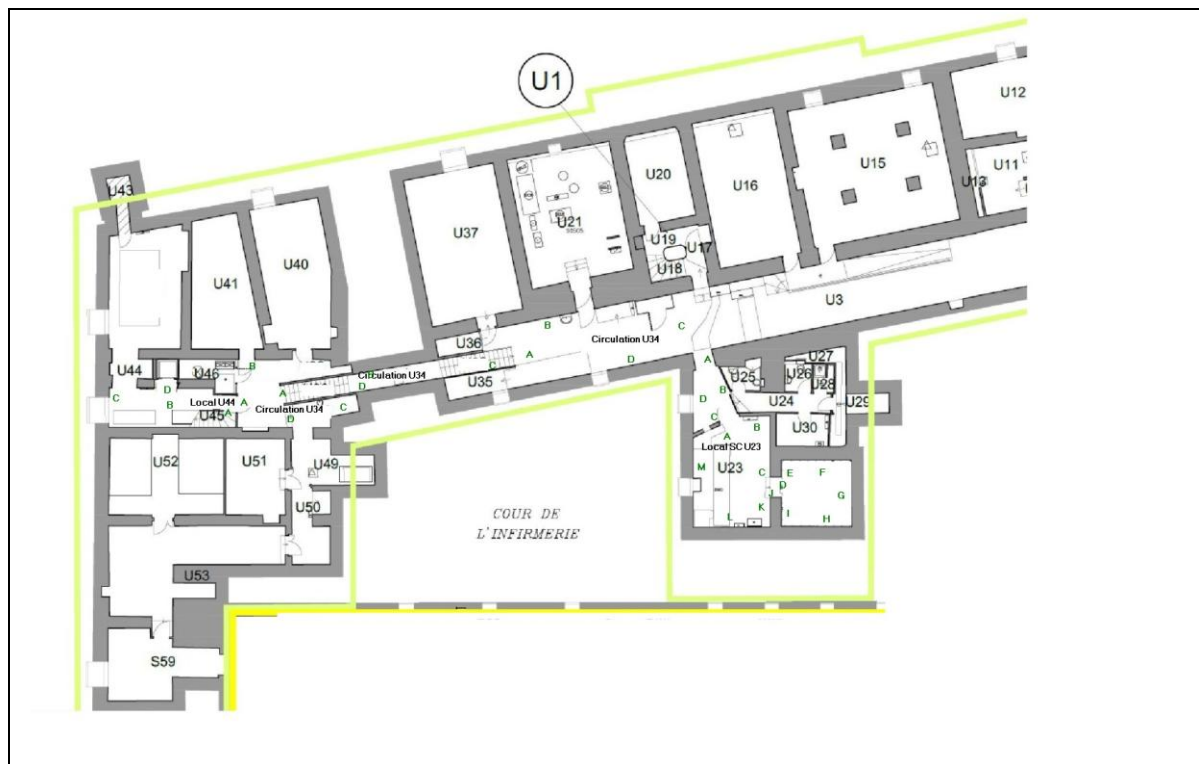 U1
U12
U11
U13
U15
U16
U20
U19
U17
U18
U21
U37
U3
U43
U41
U40
U36
B
C
Circulation U34
A
D
U44
U46
B
C
Circulation U34
D
U35
A
U27
U26
U28
U25
B
U24
U29
D
C
D
B
Local U44
A
A
U45
A
Circulation U34
D
C
B
U30
A
Local SC U23
U52
U51
U49
M
U23
C
E
F
D
G
J
I
K
L
H
U50
COUR DE
L'INFIRMERIE
U53
S59